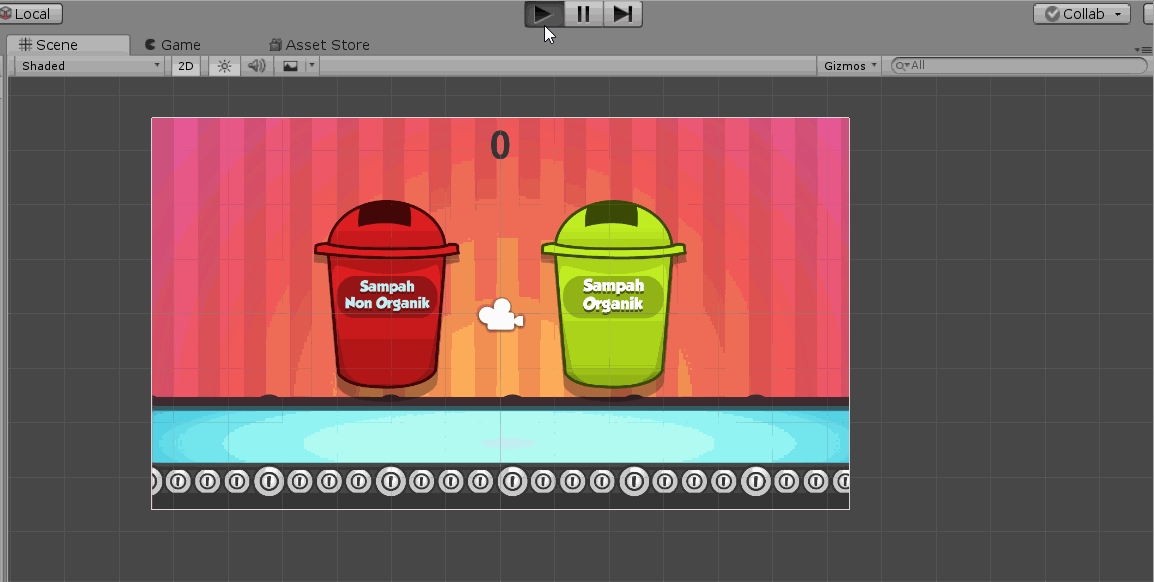 Local
Collab
Scene
Game
Asset Store
Shaded
2D
Gizmos
All
0
Sampah
Non Organik
Sampah
Organik